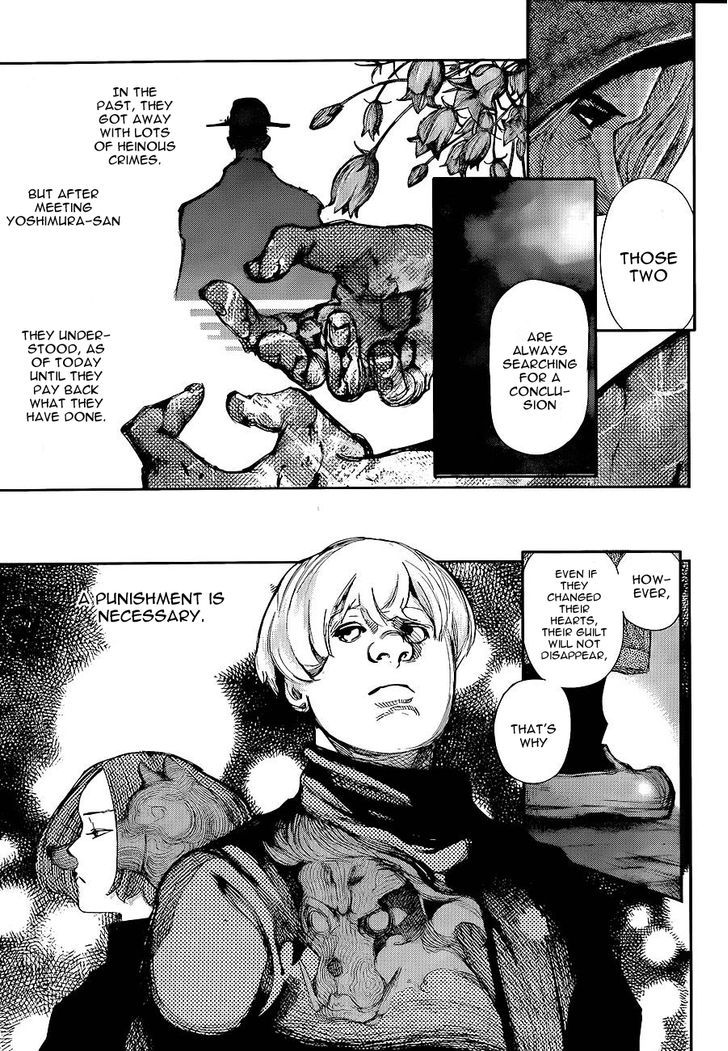 THOSE
TWO
ARE
ALWAYS
SEARCHING
FOR A
CONCLU-
SION
IN THE
PAST, THEY
GOT AWAY
WITH LOTS
OF HEINOUS
CRIMES.
BUT AFTER
MEETING
YOSHIMURA-SAN
THEY UNDER-
STOOD, AS
OF TODAY
UNTIL THEY
PAY BACK
WHAT THEY
HAVE DONE.
HOW-
EVER,
EVEN IF
THEY
CHANGED
THEIR
HEARTS,
THEIR GUILT
WILL NOT
DISAPPEAR,
THAT'S
WHY
A PUNISHMENT IS
NECESSARY.